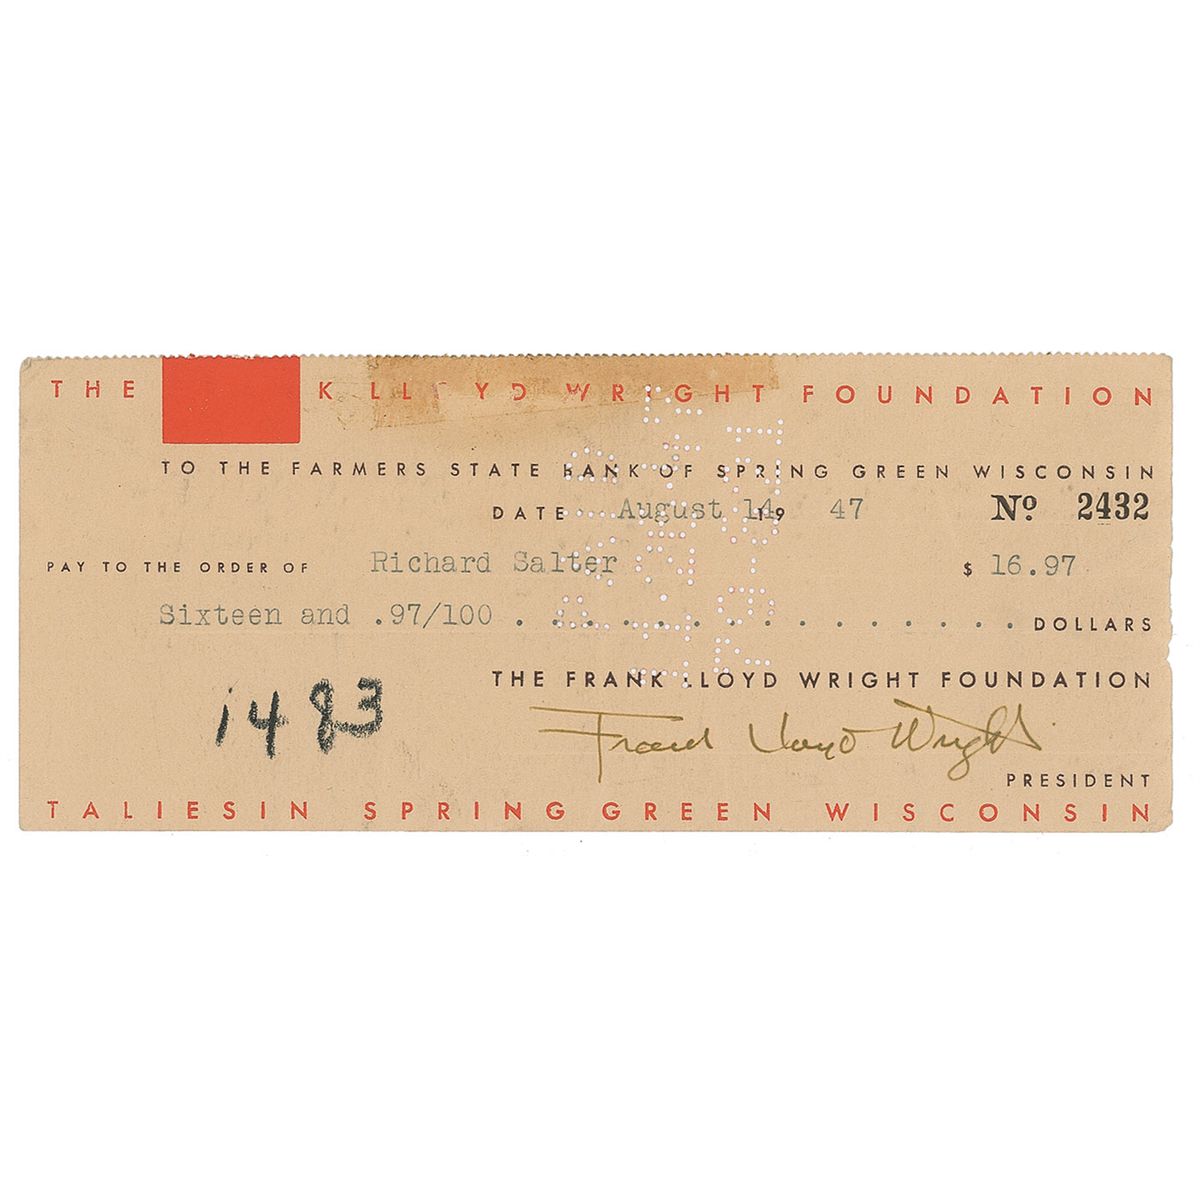 THE K LLOYD WRIGHT FOUNDATION
TO THE FARMERS STATE BANK OF SPRING GREEN WISCONSIN
DATE August 14 19 47 Nº 2432
PAY TO THE ORDER OF Richard Salter $ 16.97
Sixteen and .97/100 . . . . . . . . . . . . . . . . . . DOLLARS
THE FRANK LLOYD WRIGHT FOUNDATION
1483
Frank Lloyd Wright
PRESIDENT
TALIESIN SPRING GREEN WISCONSIN